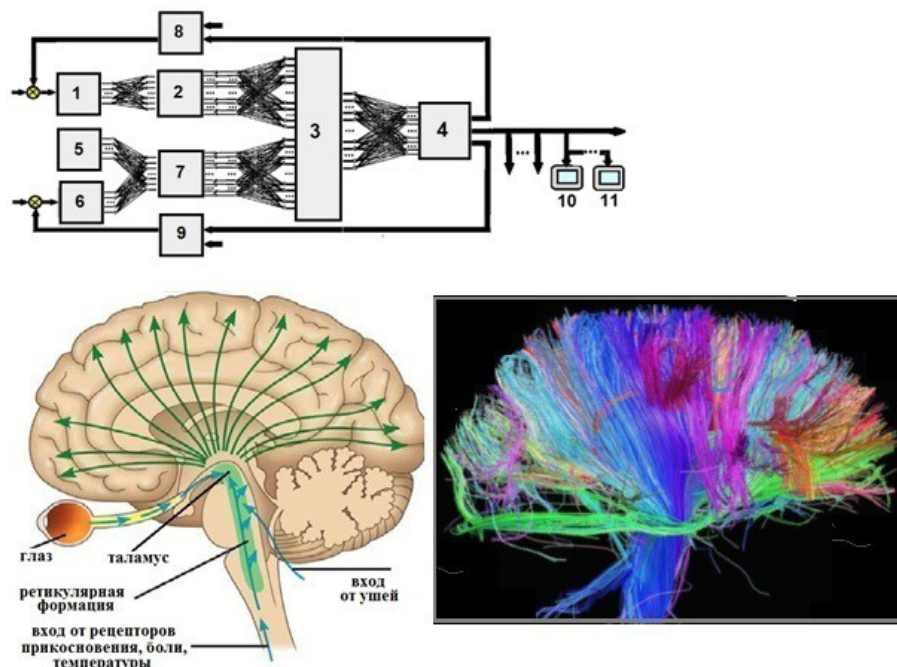 8
1
2
3
4
5
7
6
9
10
11
глаз
таламус
ретикулярная
формация
вход
от ушей
вход от рецепторов
прикосновения, боли,
температуры